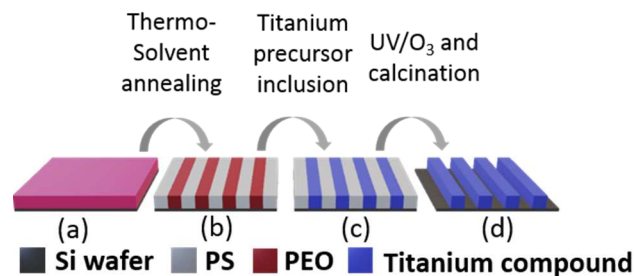 Thermo-
Solvent
annealing
Titanium
precursor
inclusion
UV/O₃ and
calcination
(a)
(b)
(c)
(d)
Si wafer
PS
PEO
Titanium compound